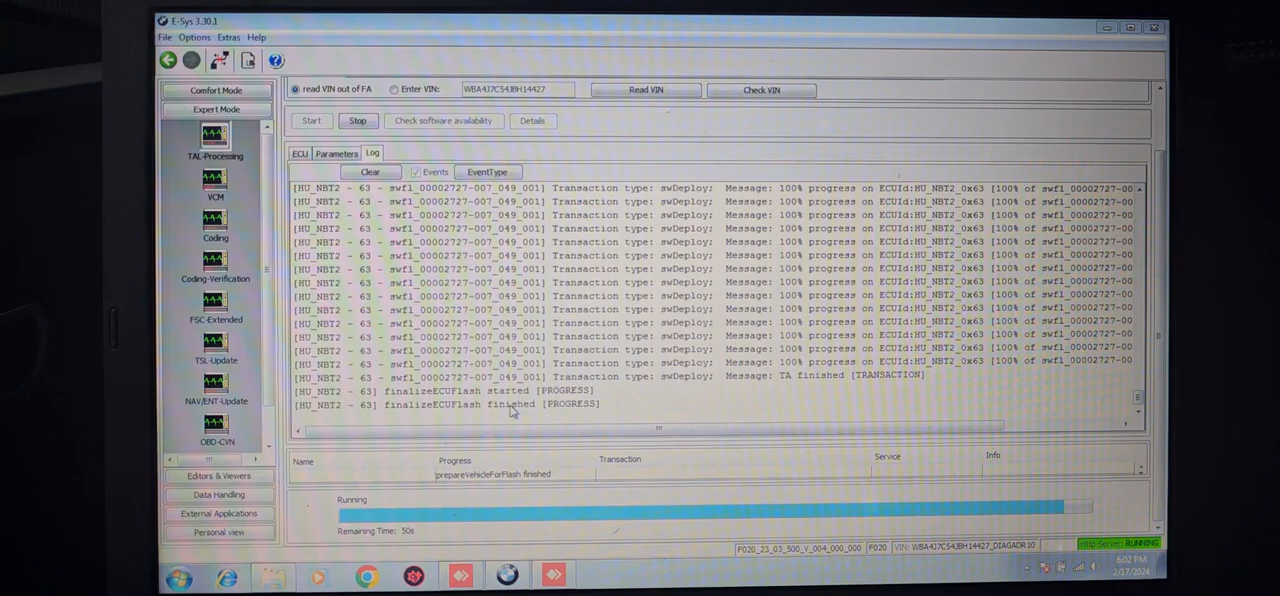 E-Sys 3.30.1
File Options Extras Help
Comfort Mode
Expert Mode
TAL-Processing
VCM
Coding
Coding-Verification
FSC-Extended
TSL-Update
NAV/ENT-Update
OBD-CVN
Editors & Viewers
Data Handling
External Applications
Personal view
read VIN out of FA Enter VIN: WBA4J7C54JBH14427 Read VIN Check VIN
Start Stop Check software availability Details
ECU Parameters Log
Clear Events EventType
[HU_NBT2 - 63 - swfl_00002727-007_049_001] Transaction type: swDeploy; Message: 100% progress on ECUId:HU_NBT2_0x63 [100% of swfl_00002727-00
[HU_NBT2 - 63 - swfl_00002727-007_049_001] Transaction type: swDeploy; Message: 100% progress on ECUId:HU_NBT2_0x63 [100% of swfl_00002727-00
[HU_NBT2 - 63 - swfl_00002727-007_049_001] Transaction type: swDeploy; Message: 100% progress on ECUId:HU_NBT2_0x63 [100% of swfl_00002727-00
[HU_NBT2 - 63 - swfl_00002727-007_049_001] Transaction type: swDeploy; Message: 100% progress on ECUId:HU_NBT2_0x63 [100% of swfl_00002727-00
[HU_NBT2 - 63 - swfl_00002727-007_049_001] Transaction type: swDeploy; Message: 100% progress on ECUId:HU_NBT2_0x63 [100% of swfl_00002727-00
[HU_NBT2 - 63 - swfl_00002727-007_049_001] Transaction type: swDeploy; Message: 100% progress on ECUId:HU_NBT2_0x63 [100% of swfl_00002727-00
[HU_NBT2 - 63 - swfl_00002727-007_049_001] Transaction type: swDeploy; Message: 100% progress on ECUId:HU_NBT2_0x63 [100% of swfl_00002727-00
[HU_NBT2 - 63 - swfl_00002727-007_049_001] Transaction type: swDeploy; Message: 100% progress on ECUId:HU_NBT2_0x63 [100% of swfl_00002727-00
[HU_NBT2 - 63 - swfl_00002727-007_049_001] Transaction type: swDeploy; Message: 100% progress on ECUId:HU_NBT2_0x63 [100% of swfl_00002727-00
[HU_NBT2 - 63 - swfl_00002727-007_049_001] Transaction type: swDeploy; Message: 100% progress on ECUId:HU_NBT2_0x63 [100% of swfl_00002727-00
[HU_NBT2 - 63 - swfl_00002727-007_049_001] Transaction type: swDeploy; Message: 100% progress on ECUId:HU_NBT2_0x63 [100% of swfl_00002727-00
[HU_NBT2 - 63 - swfl_00002727-007_049_001] Transaction type: swDeploy; Message: 100% progress on ECUId:HU_NBT2_0x63 [100% of swfl_00002727-00
[HU_NBT2 - 63 - swfl_00002727-007_049_001] Transaction type: swDeploy; Message: 100% progress on ECUId:HU_NBT2_0x63 [100% of swfl_00002727-00
[HU_NBT2 - 63 - swfl_00002727-007_049_001] Transaction type: swDeploy; Message: 100% progress on ECUId:HU_NBT2_0x63 [100% of swfl_00002727-00
[HU_NBT2 - 63 - swfl_00002727-007_049_001] Transaction type: swDeploy; Message: TA finished [TRANSACTION]
[HU_NBT2 - 63] finalizeECUFlash started [PROGRESS]
[HU_NBT2 - 63] finalizeECUFlash finished [PROGRESS]
Name Progress Transaction Service Info
prepareVehicleForFlash finished
Running
Remaining Time: 50s
F020_23_03_500_V_004_000_000 F020 VIN: WBA4J7C54JBH14427_DIAGADR10 Http Server: RUNNING
6:02 PM
2/17/2024